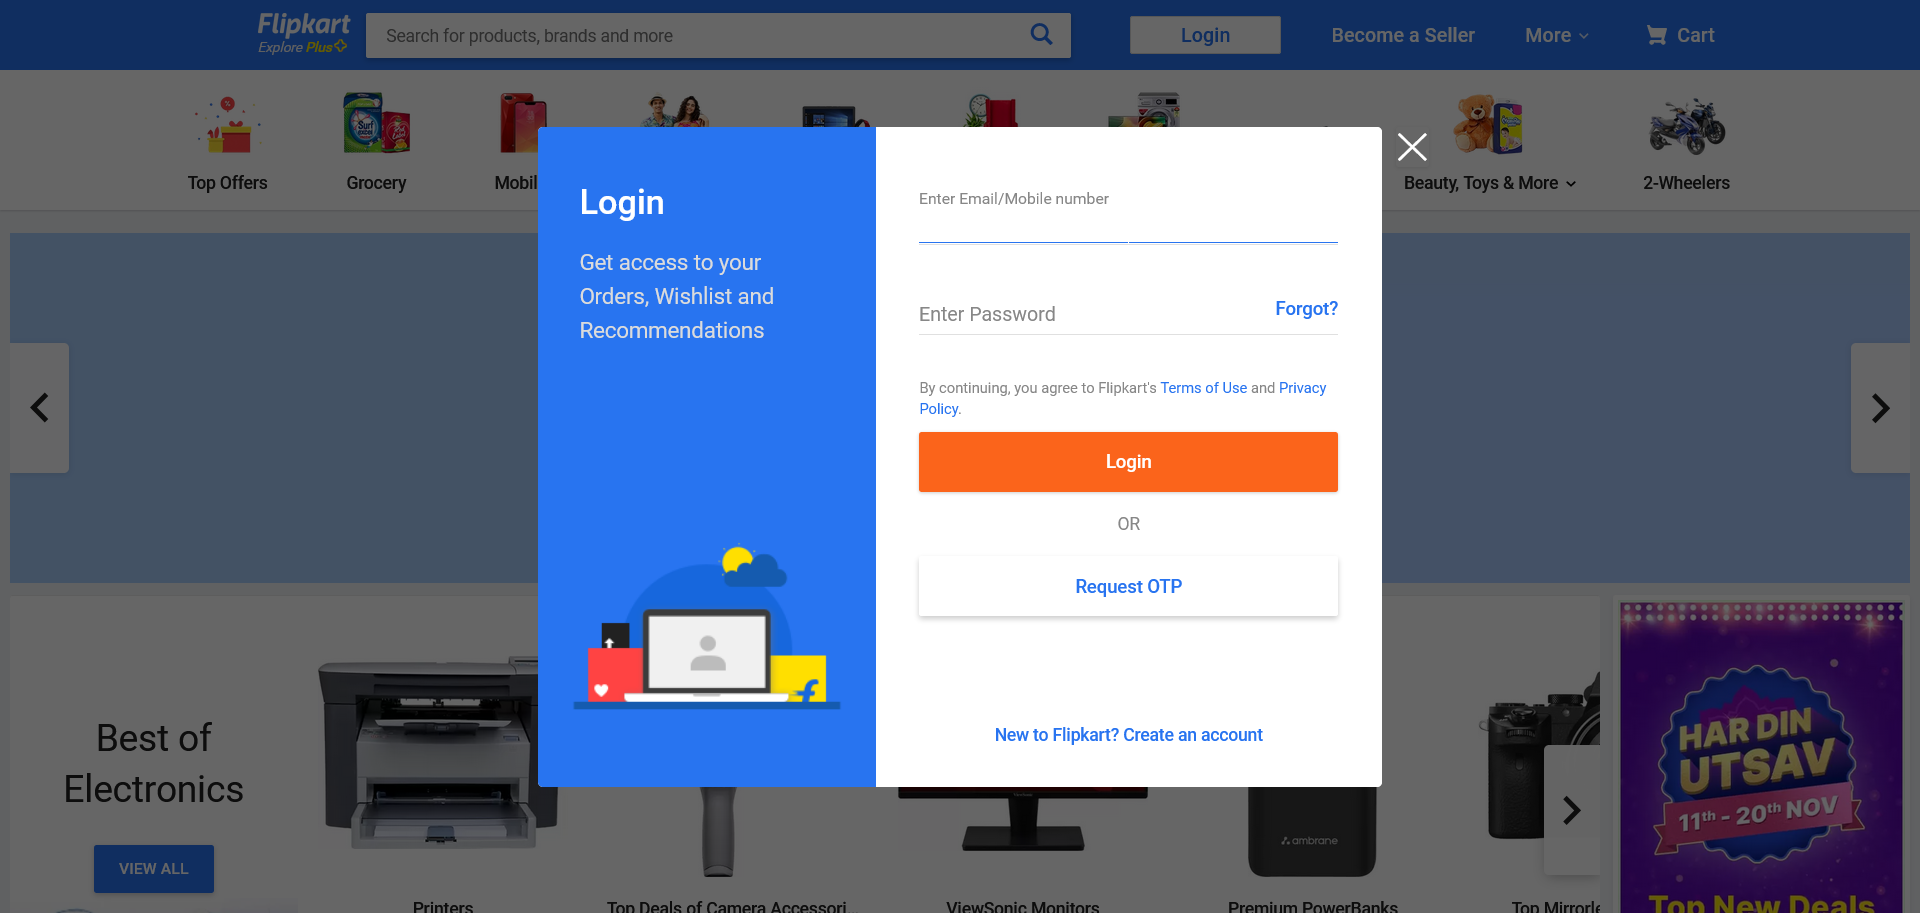 Flipkart
Explore Plus
Search for products, brands and more
Login
Become a Seller
More
Cart
Top Offers
Grocery
Beauty, Toys & More
2-Wheelers
Login
Get access to your
Orders, Wishlist and
Recommendations
Enter Email/Mobile number
Enter Password
Forgot?
By continuing, you agree to Flipkart's Terms of Use and Privacy
Policy.
Login
OR
Request OTP
New to Flipkart? Create an account
Best of
Electronics
VIEW ALL
Printers
Top Deals of Camera Accessori...
ViewSonic Monitors
ambrane
Premium PowerBanks
HAR DIN
UTSAV
11th - 20th NOV
Top New Deals